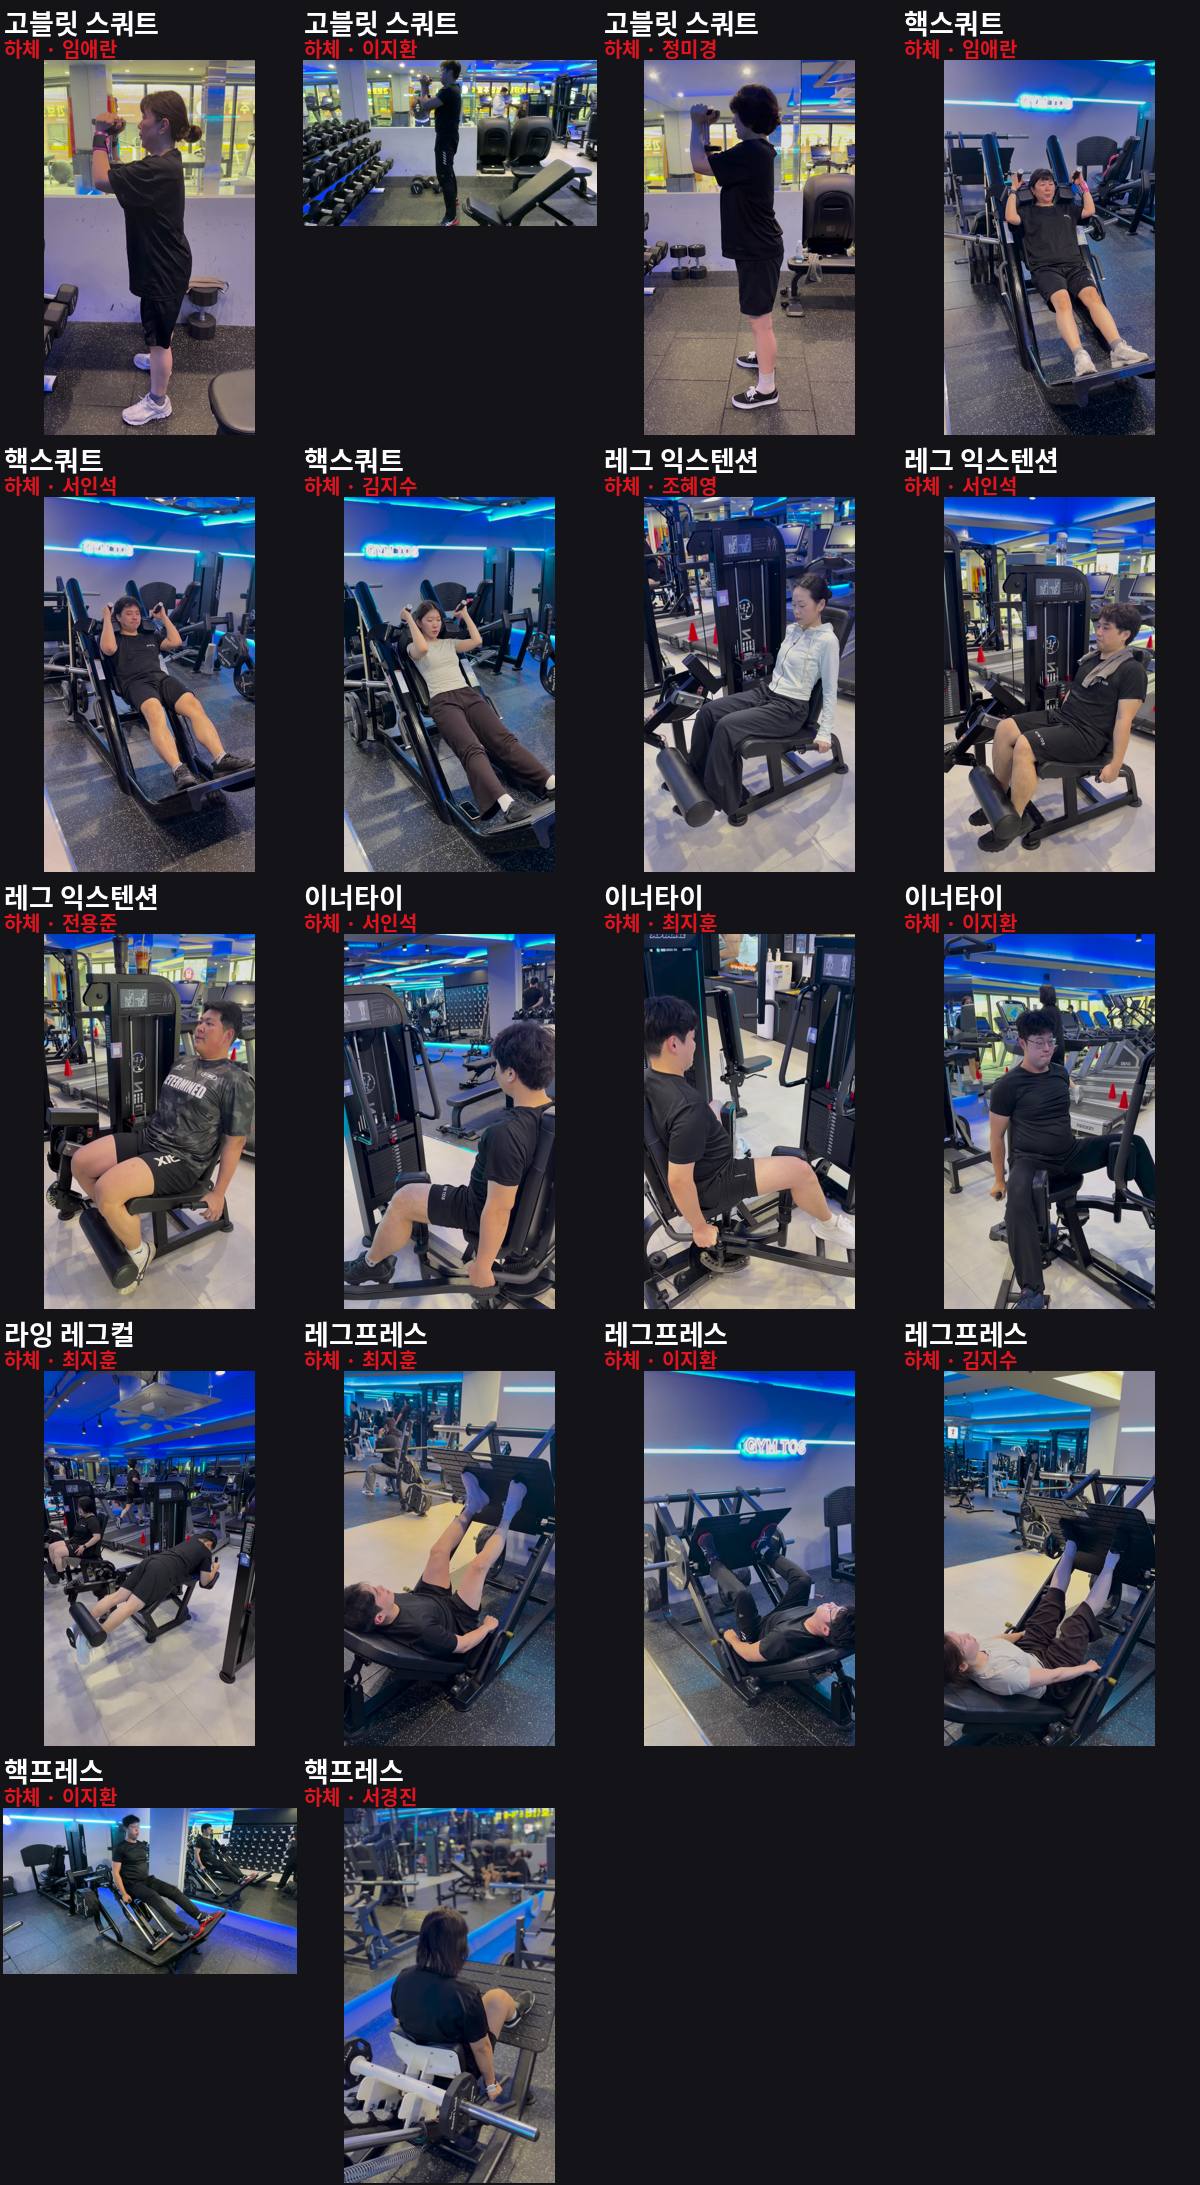 고블릿 스쿼트
하체 · 임애란
고블릿 스쿼트
하체 · 이지환
고블릿 스쿼트
하체 · 정미경
핵스쿼트
하체 · 임애란
GYM.TO6
핵스쿼트
하체 · 서인석
GYM.TO6
핵스쿼트
하체 · 김지수
GYM.TO6
레그 익스텐션
하체 · 조혜영
레그 익스텐션
하체 · 서인석
레그 익스텐션
하체 · 전용준
DETERMINED
이너타이
하체 · 서인석
이너타이
하체 · 최지훈
이너타이
하체 · 이지환
라잉 레그컬
하체 · 최지훈
레그프레스
하체 · 최지훈
레그프레스
하체 · 이지환
GYM.TO6
레그프레스
하체 · 김지수
핵프레스
하체 · 이지환
핵프레스
하체 · 서경진